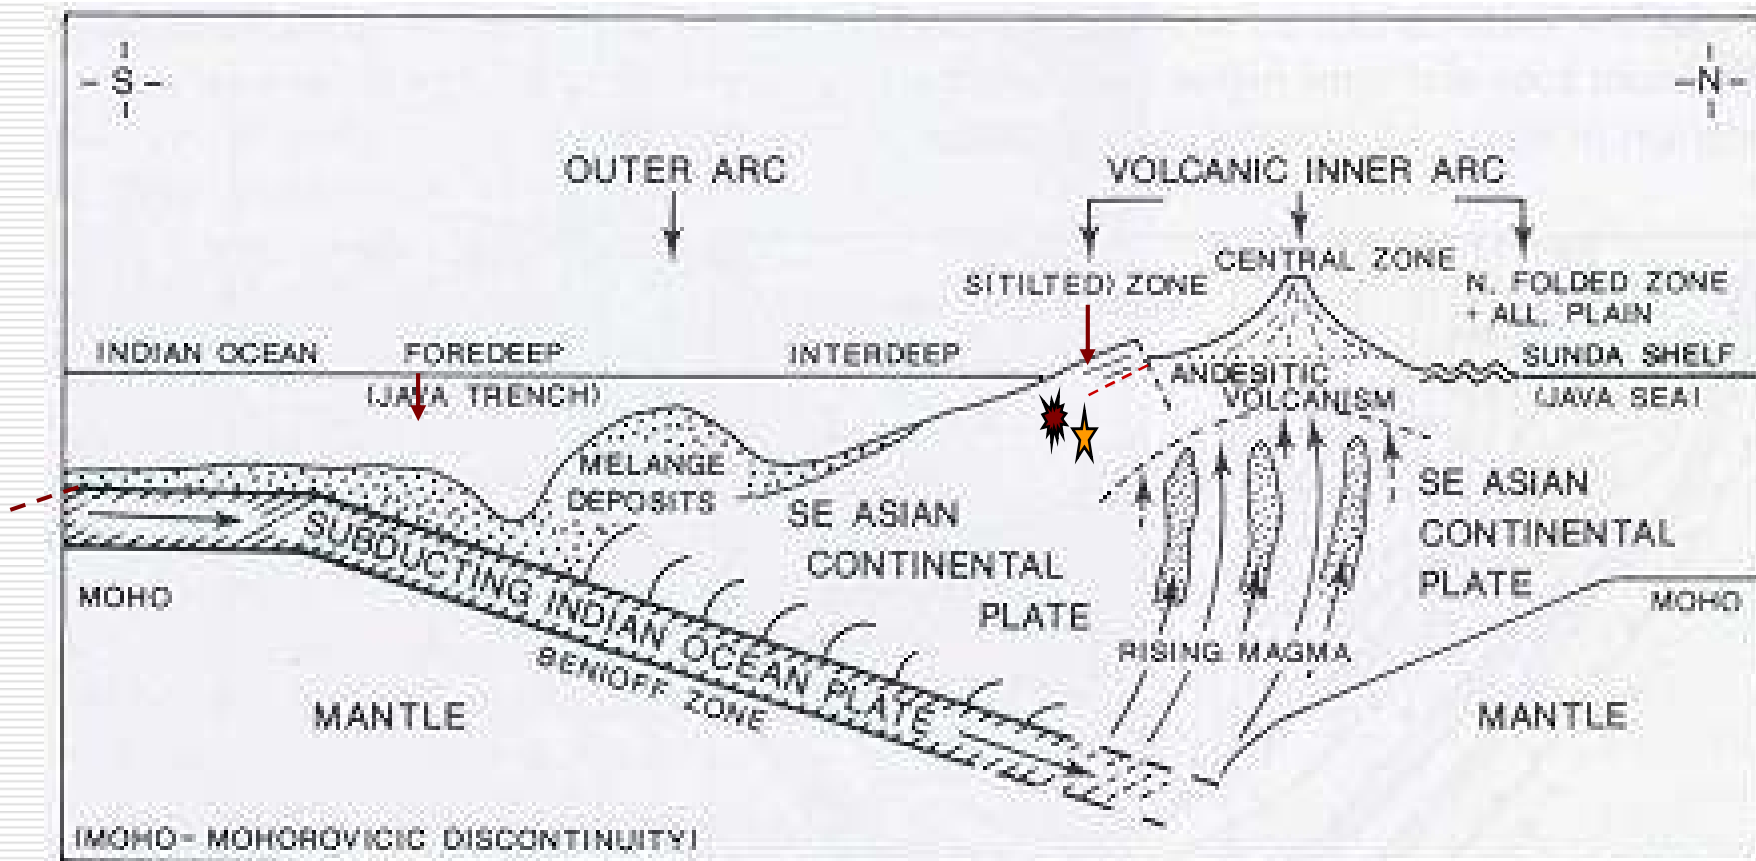 - S -
-N-
OUTER ARC
VOLCANIC INNER ARC
CENTRAL ZONE
S(TILTED) ZONE
N. FOLDED ZONE
+ ALL. PLAIN
INDIAN OCEAN
FOREDEEP
(JAVA TRENCH)
INTERDEEP
SUNDA SHELF
(JAVA SEA)
ANDESITIC
VOLCANISM
MELANGE
DEPOSITS
SE ASIAN
CONTINENTAL
PLATE
SE ASIAN
CONTINENTAL
PLATE
SUBDUCTING INDIAN OCEAN PLATE
BENIOFF ZONE
MOHO
MOHO
RISING MAGMA
MANTLE
MANTLE
(MOHO - MOHOROVICIC DISCONTINUITY)